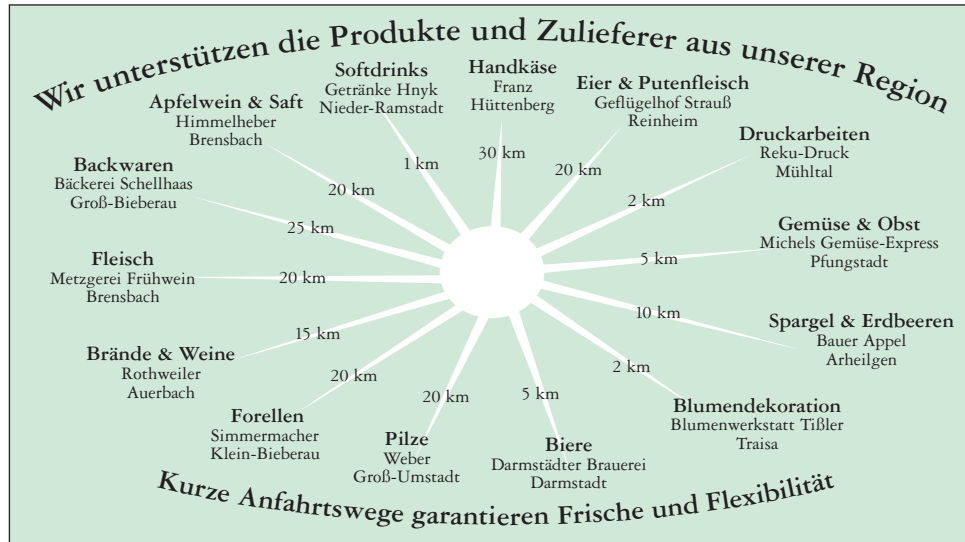 Wir unterstützen die Produkte und Zulieferer aus unserer Region
Softdrinks
Getränke Hnyk
Nieder-Ramstadt
1 km
Handkäse
Franz
Hüttenberg
30 km
Eier & Putenfleisch
Geflügelhof Strauß
Reinheim
20 km
Druckarbeiten
Reku-Druck
Mühltal
2 km
Gemüse & Obst
Michels Gemüse-Express
Pfungstadt
5 km
Spargel & Erdbeeren
Bauer Appel
Arheilgen
10 km
Blumendekoration
Blumenwerkstatt Tißler
Traisa
2 km
Biere
Darmstädter Brauerei
Darmstadt
5 km
Pilze
Weber
Groß-Umstadt
20 km
Forellen
Simmermacher
Klein-Bieberau
20 km
Brände & Weine
Rothweiler
Auerbach
15 km
Fleisch
Metzgerei Frühwein
Brensbach
20 km
Backwaren
Bäckerei Schellhaas
Groß-Bieberau
25 km
Apfelwein & Saft
Himmelheber
Brensbach
20 km
Kurze Anfahrtswege garantieren Frische und Flexibilität